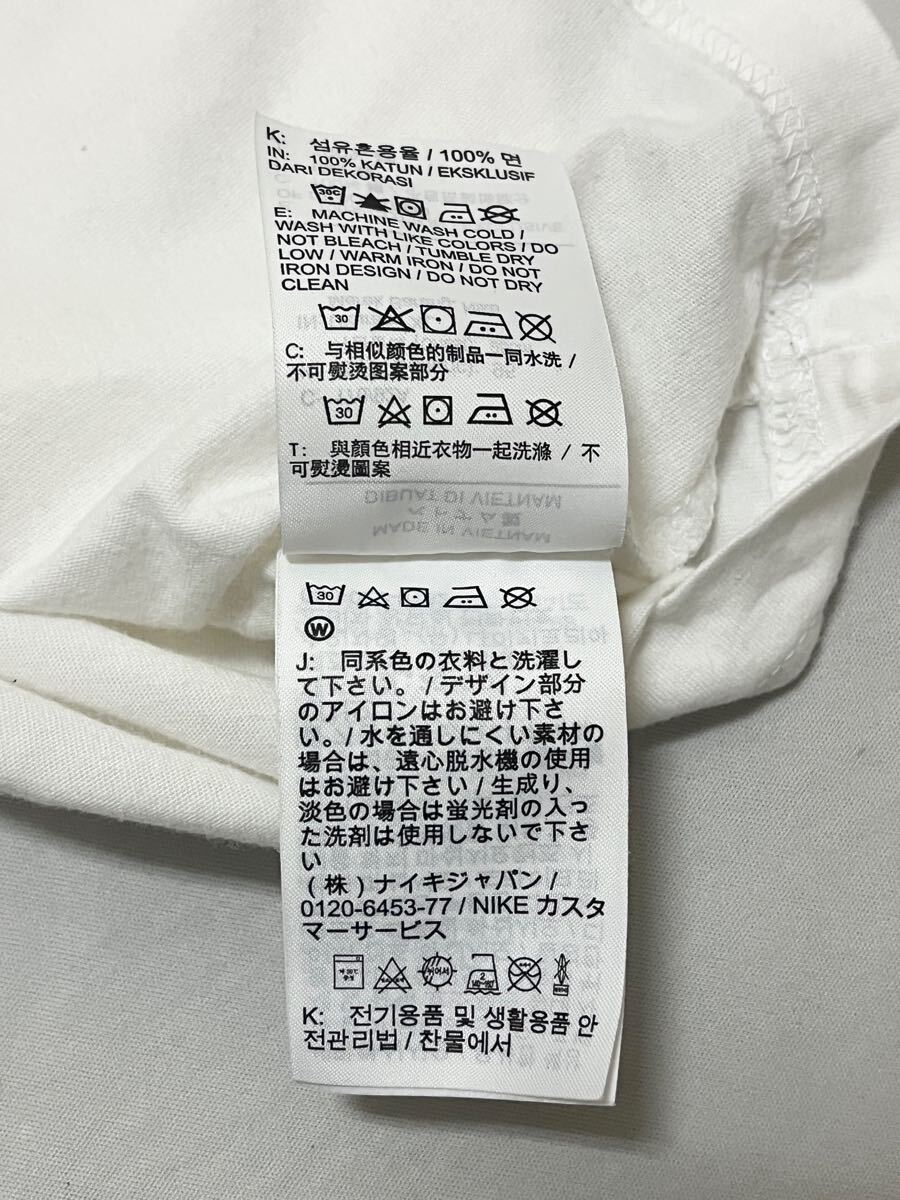 K: 섬유혼용율 / 100% 면
IN: 100% KATUN / EKSKLUSIF
DARI DEKORASI
30C
E: MACHINE WASH COLD /
WASH WITH LIKE COLORS / DO
NOT BLEACH / TUMBLE DRY
LOW / WARM IRON / DO NOT
IRON DESIGN / DO NOT DRY
CLEAN
30
C: 与相似颜色的制品一同水洗 /
不可熨烫图案部分
30
T: 與顏色相近衣物一起洗滌 / 不
可熨燙圖案
DIBUAT DI VIETNAM
ベトナム製
MADE IN VIETNAM
30
W
J: 同系色の衣料と洗濯し
て下さい。/ デザイン部分
のアイロンはお避け下さ
い。/ 水を通しにくい素材の
場合は、遠心脱水機の使用
はお避け下さい / 生成り、
淡色の場合は蛍光剤の入っ
た洗剤は使用しないで下さ
い
(株) ナイキジャパン /
0120-6453-77 / NIKE カスタ
マーサービス
K: 전기용품 및 생활용품 안
전관리법 / 찬물에서